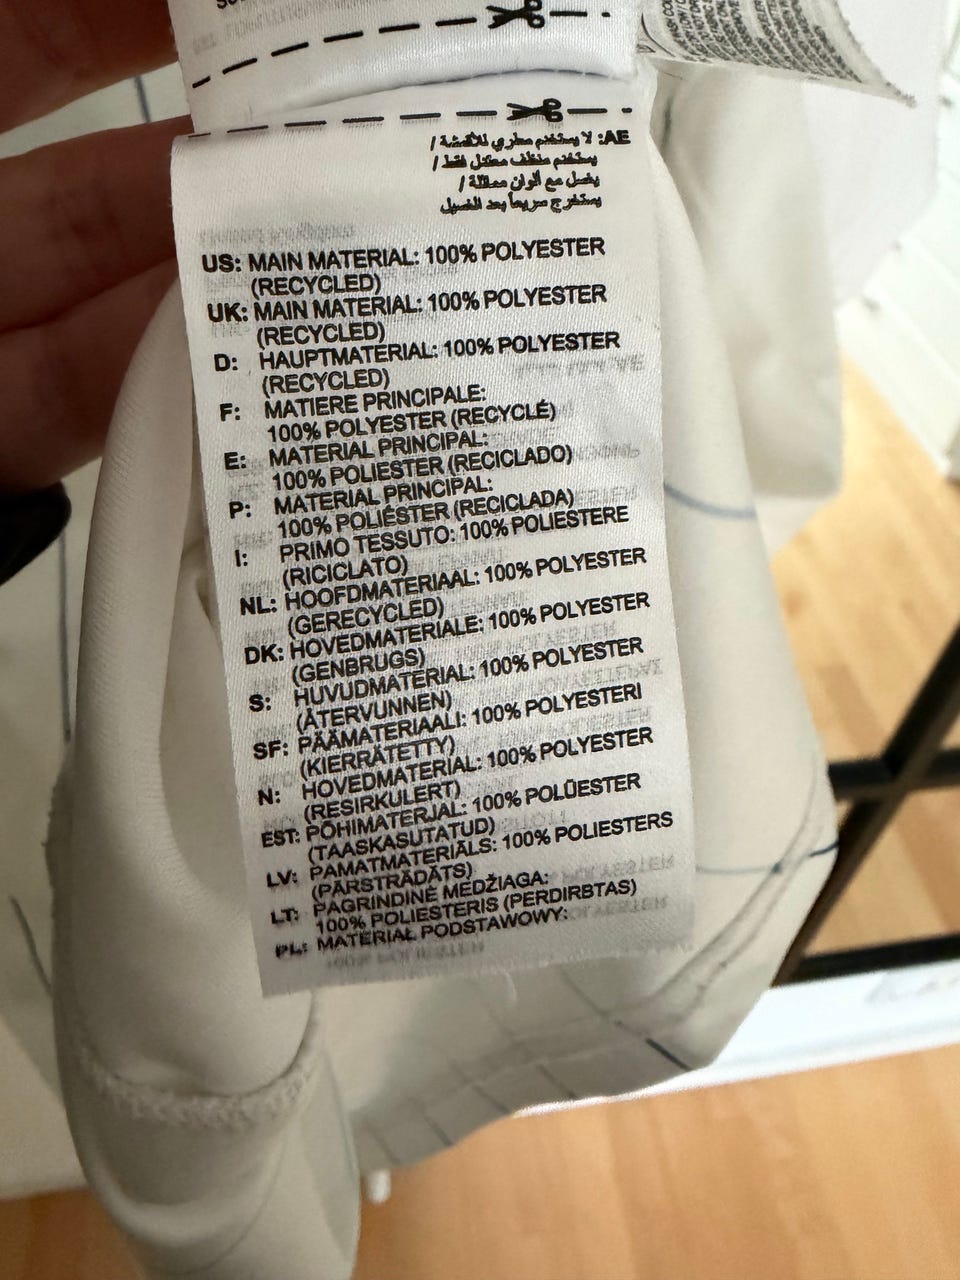 AE: لا يستخدم مطري للأقمشة /
يستخدم منظف معتدل فقط /
يغسل مع ألوان مماثلة /
يستخرج سريعاً بعد الغسيل
US: MAIN MATERIAL: 100% POLYESTER
(RECYCLED)
UK: MAIN MATERIAL: 100% POLYESTER
(RECYCLED)
D: HAUPTMATERIAL: 100% POLYESTER
(RECYCLED)
F: MATIERE PRINCIPALE:
100% POLYESTER (RECYCLÉ)
E: MATERIAL PRINCIPAL:
100% POLIESTER (RECICLADO)
P: MATERIAL PRINCIPAL:
100% POLIÉSTER (RECICLADA)
I: PRIMO TESSUTO: 100% POLIESTERE
(RICICLATO)
NL: HOOFDMATERIAAL: 100% POLYESTER
(GERECYCLED)
DK: HOVEDMATERIALE: 100% POLYESTER
(GENBRUGS)
S: HUVUDMATERIAL: 100% POLYESTER
(ÅTERVUNNEN)
SF: PÄÄMATERIAALI: 100% POLYESTERI
(KIERRÄTETTY)
N: HOVEDMATERIAL: 100% POLYESTER
(RESIRKULERT)
EST: PÕHIMATERJAL: 100% POLÜESTER
(TAASKASUTATUD)
LV: PAMATMATERIĀLS: 100% POLIESTERS
(PĀRSTRĀDĀTS)
LT: PAGRINDINĖ MEDŽIAGA:
100% POLIESTERIS (PERDIRBTAS)
PL: MATERIAŁ PODSTAWOWY: